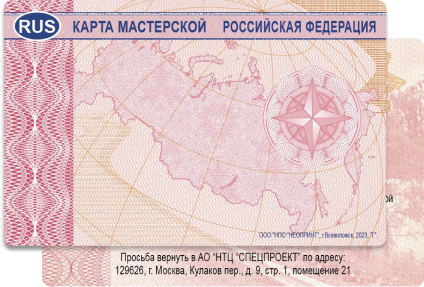 RUS КАРТА МАСТЕРСКОЙ РОССИЙСКАЯ ФЕДЕРАЦИЯ
ООО "НПО "НЕОПРИНТ", г.Всеволожск, 2023, "Г"
Просьба вернуть в АО "НТЦ "СПЕЦПРОЕКТ" по адресу:
129626, г. Москва, Кулаков пер., д. 9, стр. 1, помещение 21